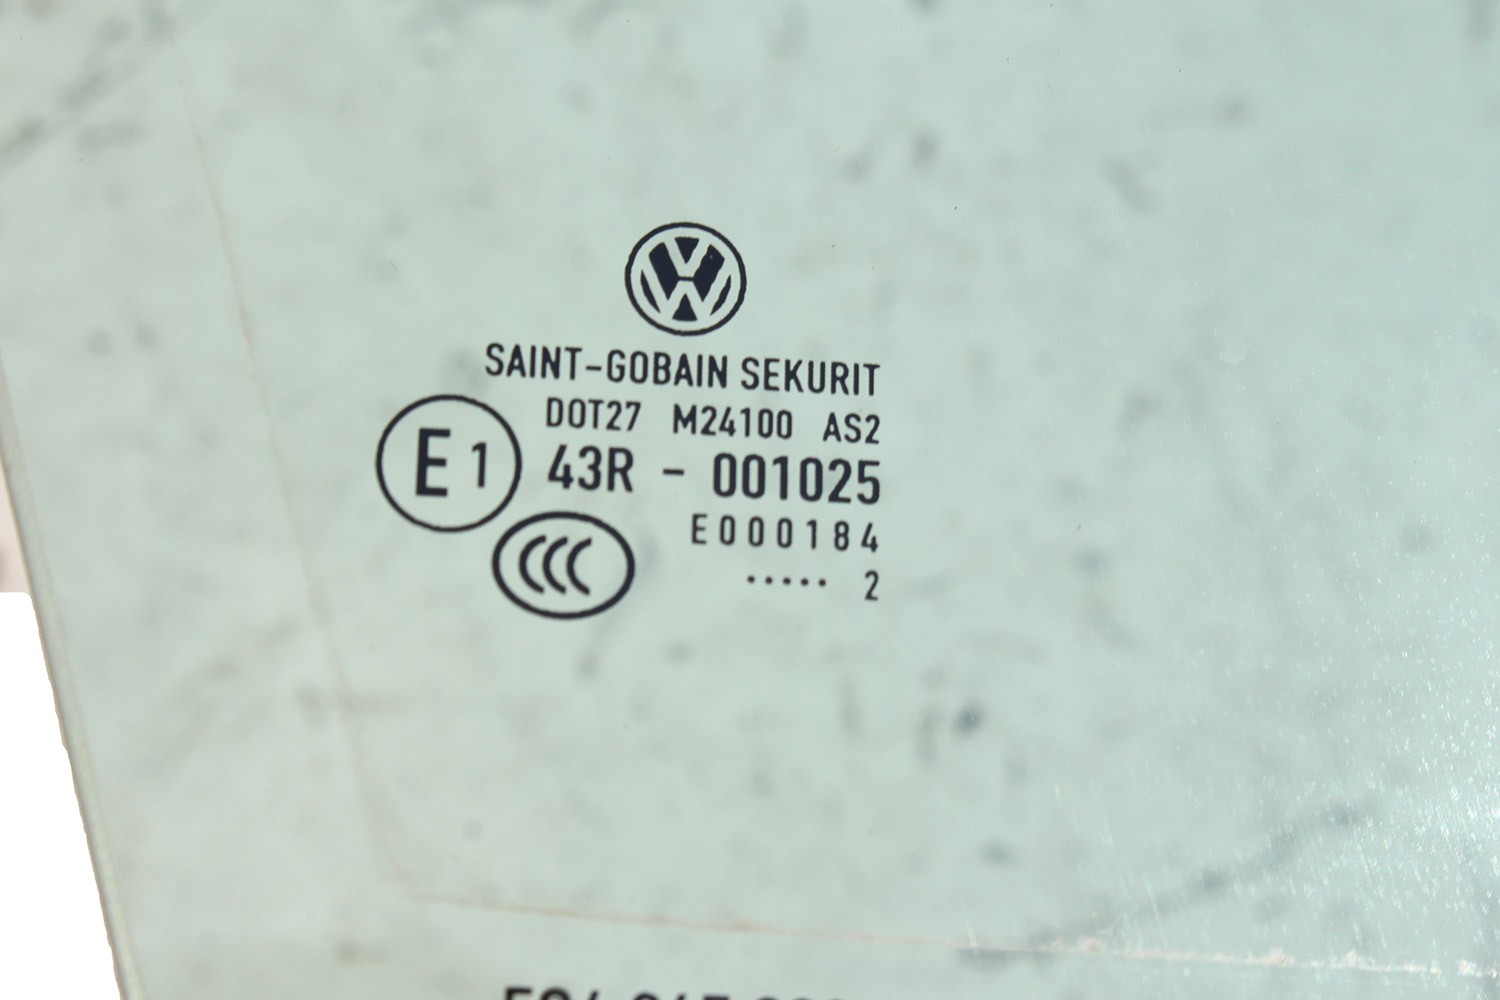 SAINT-GOBAIN SEKURIT
DOT27 M24100 AS2
E1 43R - 001025
E000184
CCC
..... 2